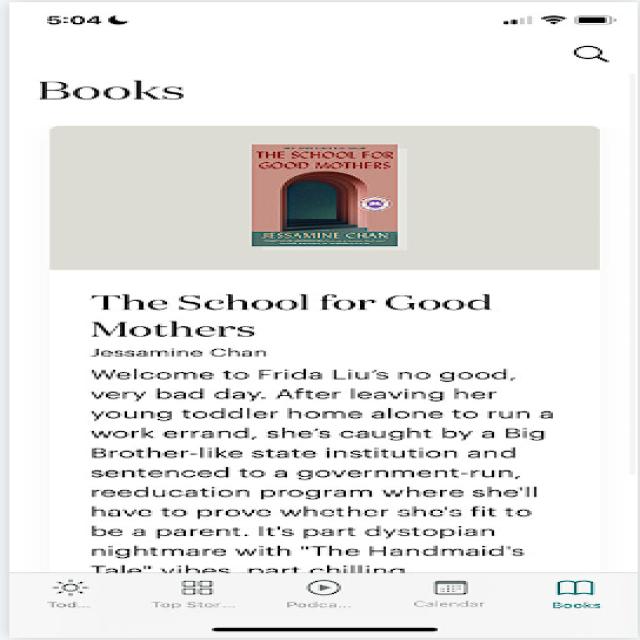 5:04
Books
THE SCHOOL FOR
GOOD MOTHERS
JESSAMINE CHAN
The School for Good
Mothers
Jessamine Chan
Welcome to Frida Liu's no good,
very bad day. After leaving her
young toddler home alone to run a
work errand, she's caught by a Big
Brother-like state institution and
sentenced to a government-run,
reeducation program where she'll
have to prove whether she's fit to
be a parent. It's part dystopian
nightmare with "The Handmaid's
Tale" vibes, part chilling
Tod... Top Stor... Podca... Calendar Books